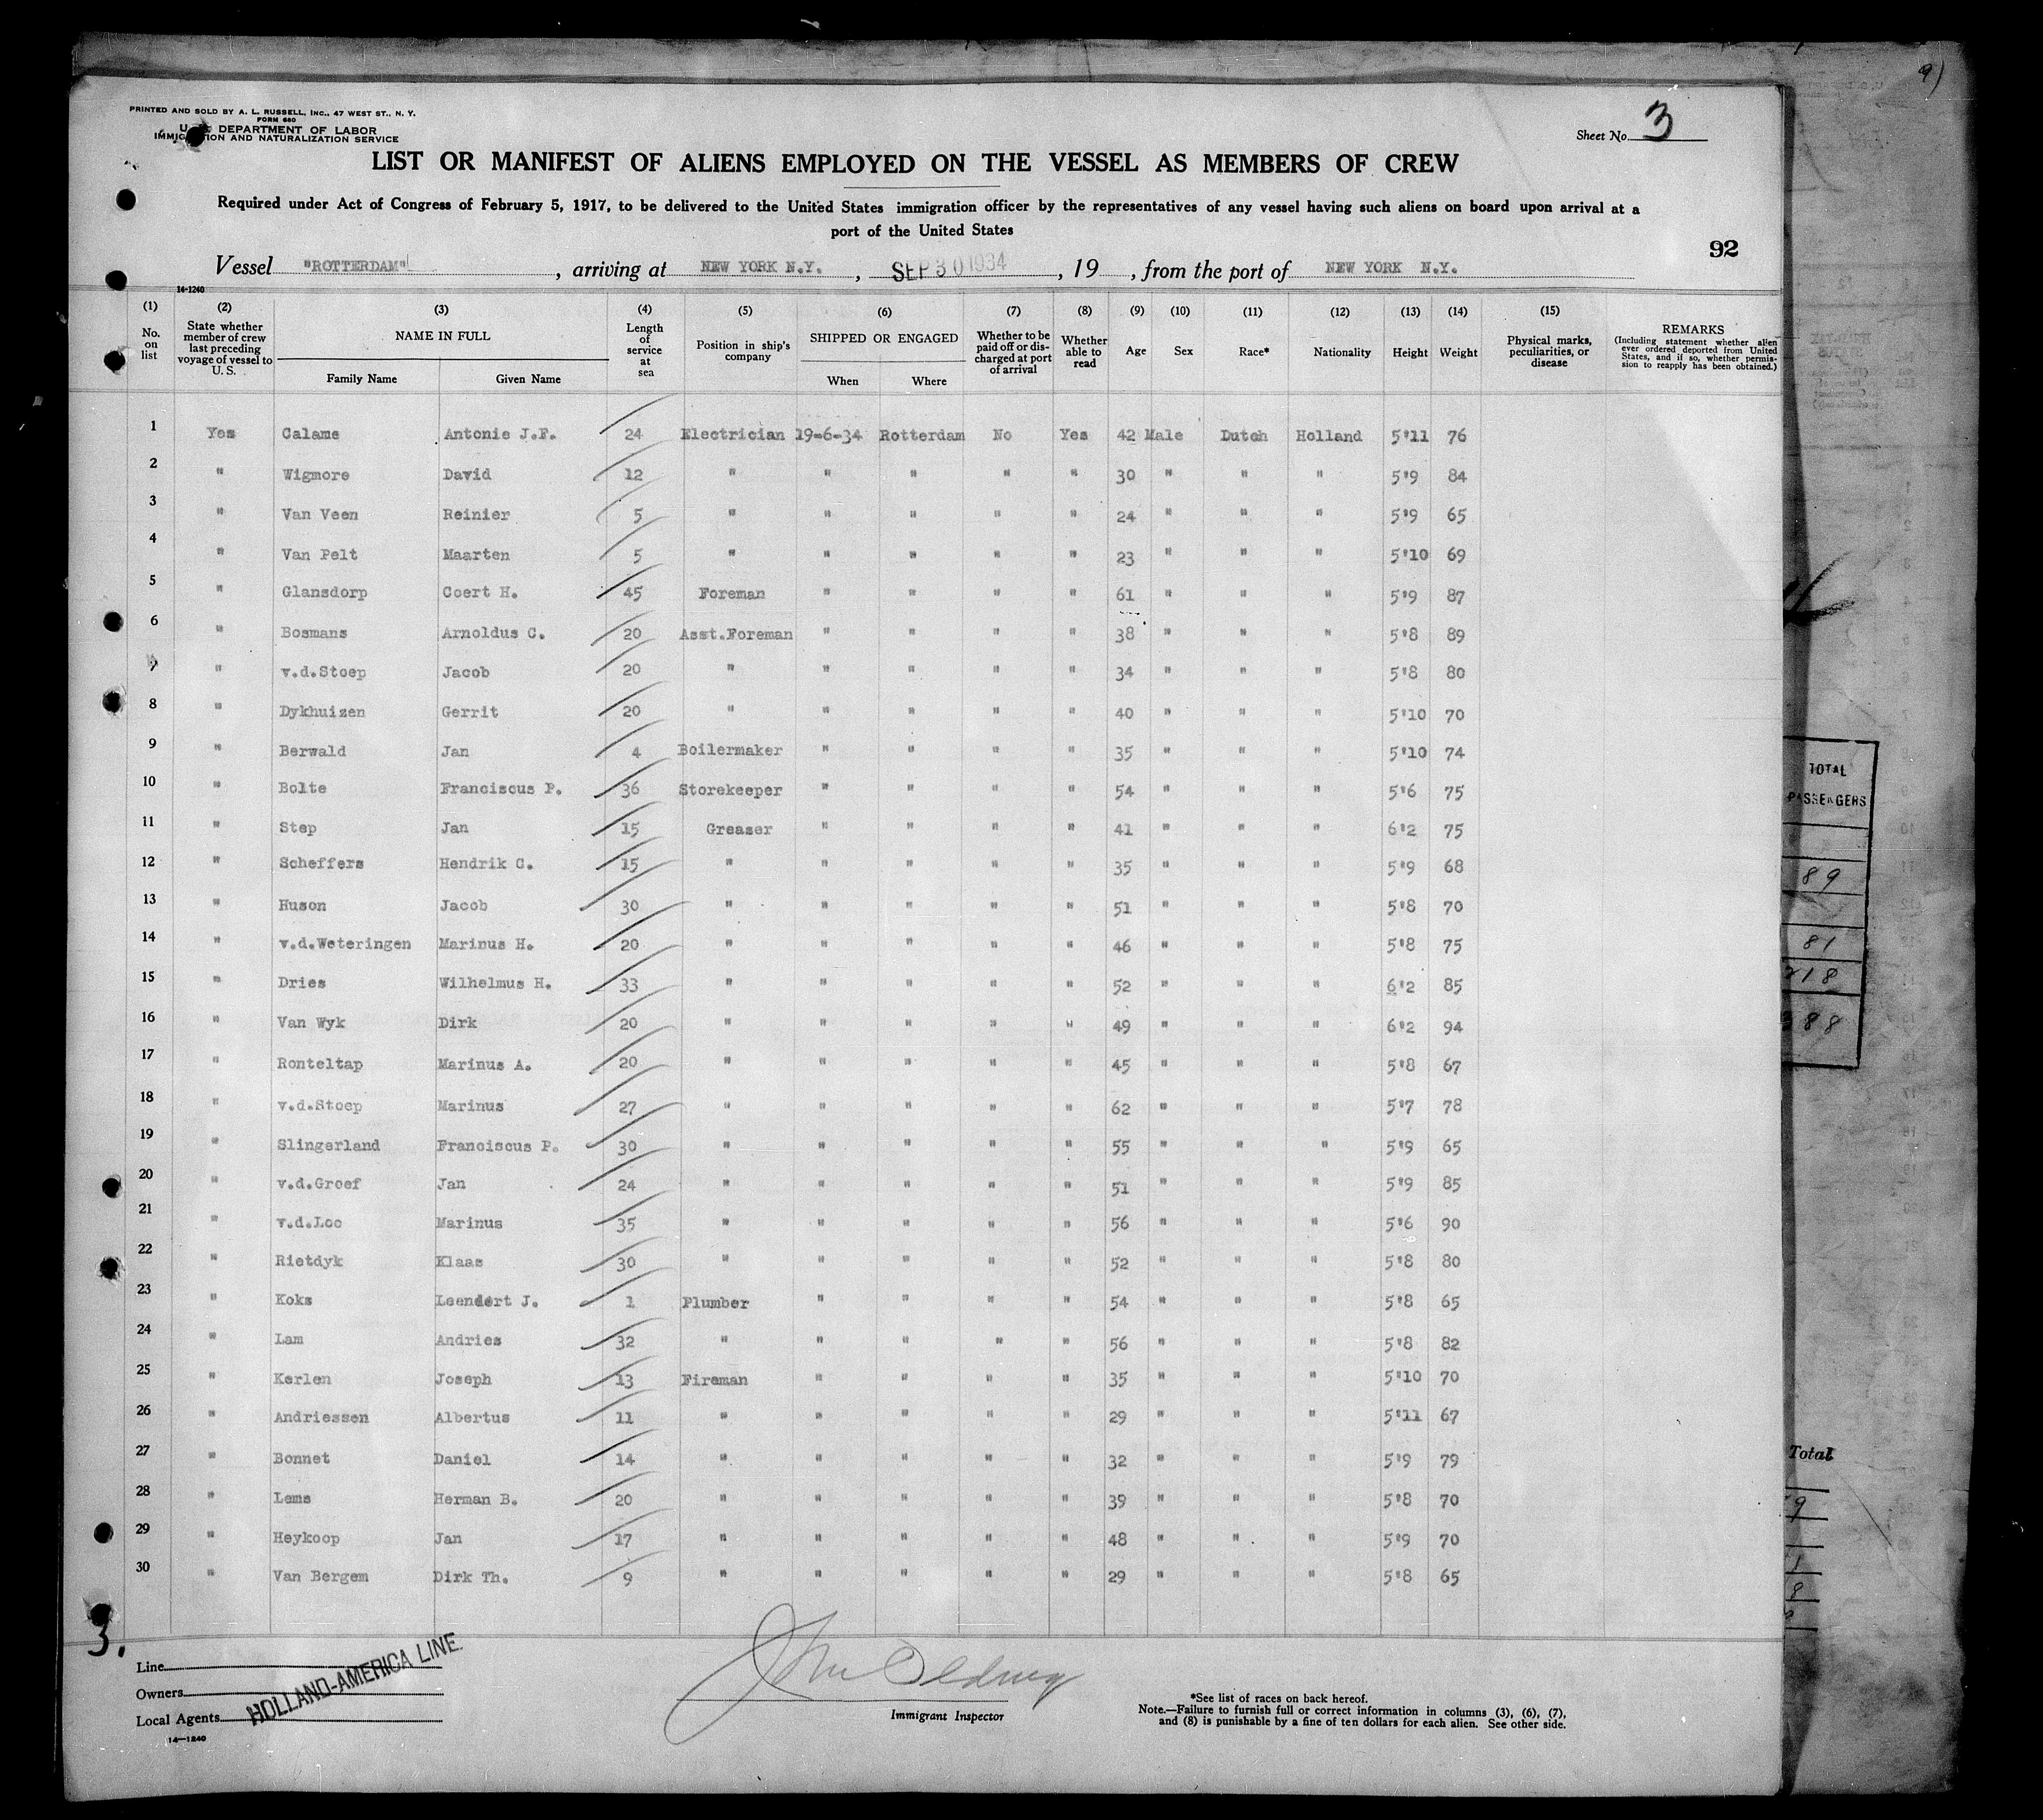 PRINTED AND SOLD BY A. L. RUSSELL, INC., 47 WEST ST., N. Y.
FORM 680
U. S. DEPARTMENT OF LABOR
IMMIGRATION AND NATURALIZATION SERVICE
Sheet No. 3
LIST OR MANIFEST OF ALIENS EMPLOYED ON THE VESSEL AS MEMBERS OF CREW
Required under Act of Congress of February 5, 1917, to be delivered to the United States immigration officer by the representatives of any vessel having such aliens on board upon arrival at a
port of the United States
92
Vessel "ROTTERDAM", arriving at NEW YORK N.Y., SEP 30 1934, 19 , from the port of NEW YORK N.Y.
14-1240
(1) (2) (3) (4) (5) (6) (7) (8) (9) (10) (11) (12) (13) (14) (15)
No. on list | State whether member of crew last preceding voyage of vessel to U. S. | NAME IN FULL | Length of service at sea | Position in ship's company | SHIPPED OR ENGAGED | Whether to be paid off or discharged at port of arrival | Whether able to read | Age | Sex | Race* | Nationality | Height | Weight | Physical marks, peculiarities, or disease | REMARKS (Including statement whether alien ever ordered deported from United States, and if so, whether permission to reapply has been obtained.)
Family Name | Given Name | When | Where
1 Yes Calame Antonie J.F. 24 Electrician 19-6-34 Rotterdam No Yes 42 Male Dutch Holland 5'11 76
2 " Wigmore David 12 " " " " " 30 " " " 5'9 84
3 " Van Veen Reinier 5 " " " " " 24 " " " 5'9 65
4 " Van Pelt Maarten 5 " " " " " 23 " " " 5'10 69
5 " Glansdorp Coert H. 45 Foreman " " " " 61 " " " 5'9 87
6 " Bosmans Arnoldus C. 20 Asst.Foreman " " " " 38 " " " 5'8 89
7 " v.d.Stoep Jacob 20 " " " " " 34 " " " 5'8 80
8 " Dykhuizen Gerrit 20 " " " " " 40 " " " 5'10 70
9 " Berwald Jan 4 Boilermaker " " " " 35 " " " 5'10 74
10 " Bolte Franciscus P. 36 Storekeeper " " " " 54 " " " 5'6 75
11 " Step Jan 15 Greaser " " " " 41 " " " 6'2 75
12 " Scheffers Hendrik C. 15 " " " " " 35 " " " 5'9 68
13 " Huson Jacob 30 " " " " " 51 " " " 5'8 70
14 " v.d.Weteringen Marinus H. 20 " " " " " 46 " " " 5'8 75
15 " Dries Wilhelmus H. 33 " " " " " 52 " " " 6'2 85
16 " Van Wyk Dirk 20 " " " " " 49 " " " 6'2 94
17 " Ronteltap Marinus A. 20 " " " " " 45 " " " 5'8 67
18 " v.d.Stoep Marinus 27 " " " " " 62 " " " 5'7 78
19 " Slingerland Franciscus P. 30 " " " " " 55 " " " 5'9 65
20 " v.d.Groef Jan 24 " " " " " 51 " " " 5'9 85
21 " v.d.Loo Marinus 35 " " " " " 56 " " " 5'6 90
22 " Rietdyk Klaas 30 " " " " " 52 " " " 5'8 80
23 " Koks Leendert J. 1 Plumber " " " " 54 " " " 5'8 65
24 " Lam Andries 32 " " " " " 56 " " " 5'8 82
25 " Kerlen Joseph 13 Fireman " " " " 35 " " " 5'10 70
26 " Andriessen Albertus 11 " " " " " 29 " " " 5'11 67
27 " Bonnet Daniel 14 " " " " " 32 " " " 5'9 79
28 " Lems Herman B. 20 " " " " " 39 " " " 5'8 70
29 " Heykoop Jan 17 " " " " " 48 " " " 5'9 70
30 " Van Bergem Dirk Th. 9 " " " " " 29 " " " 5'8 65
3.
Line
Owners
Local Agents
HOLLAND-AMERICA LINE.
14-1240
Immigrant Inspector
*See list of races on back hereof.
Note.—Failure to furnish full or correct information in columns (3), (6), (7),
and (8) is punishable by a fine of ten dollars for each alien. See other side.
TOTAL
PASSENGERS
89
81
218
388
Total